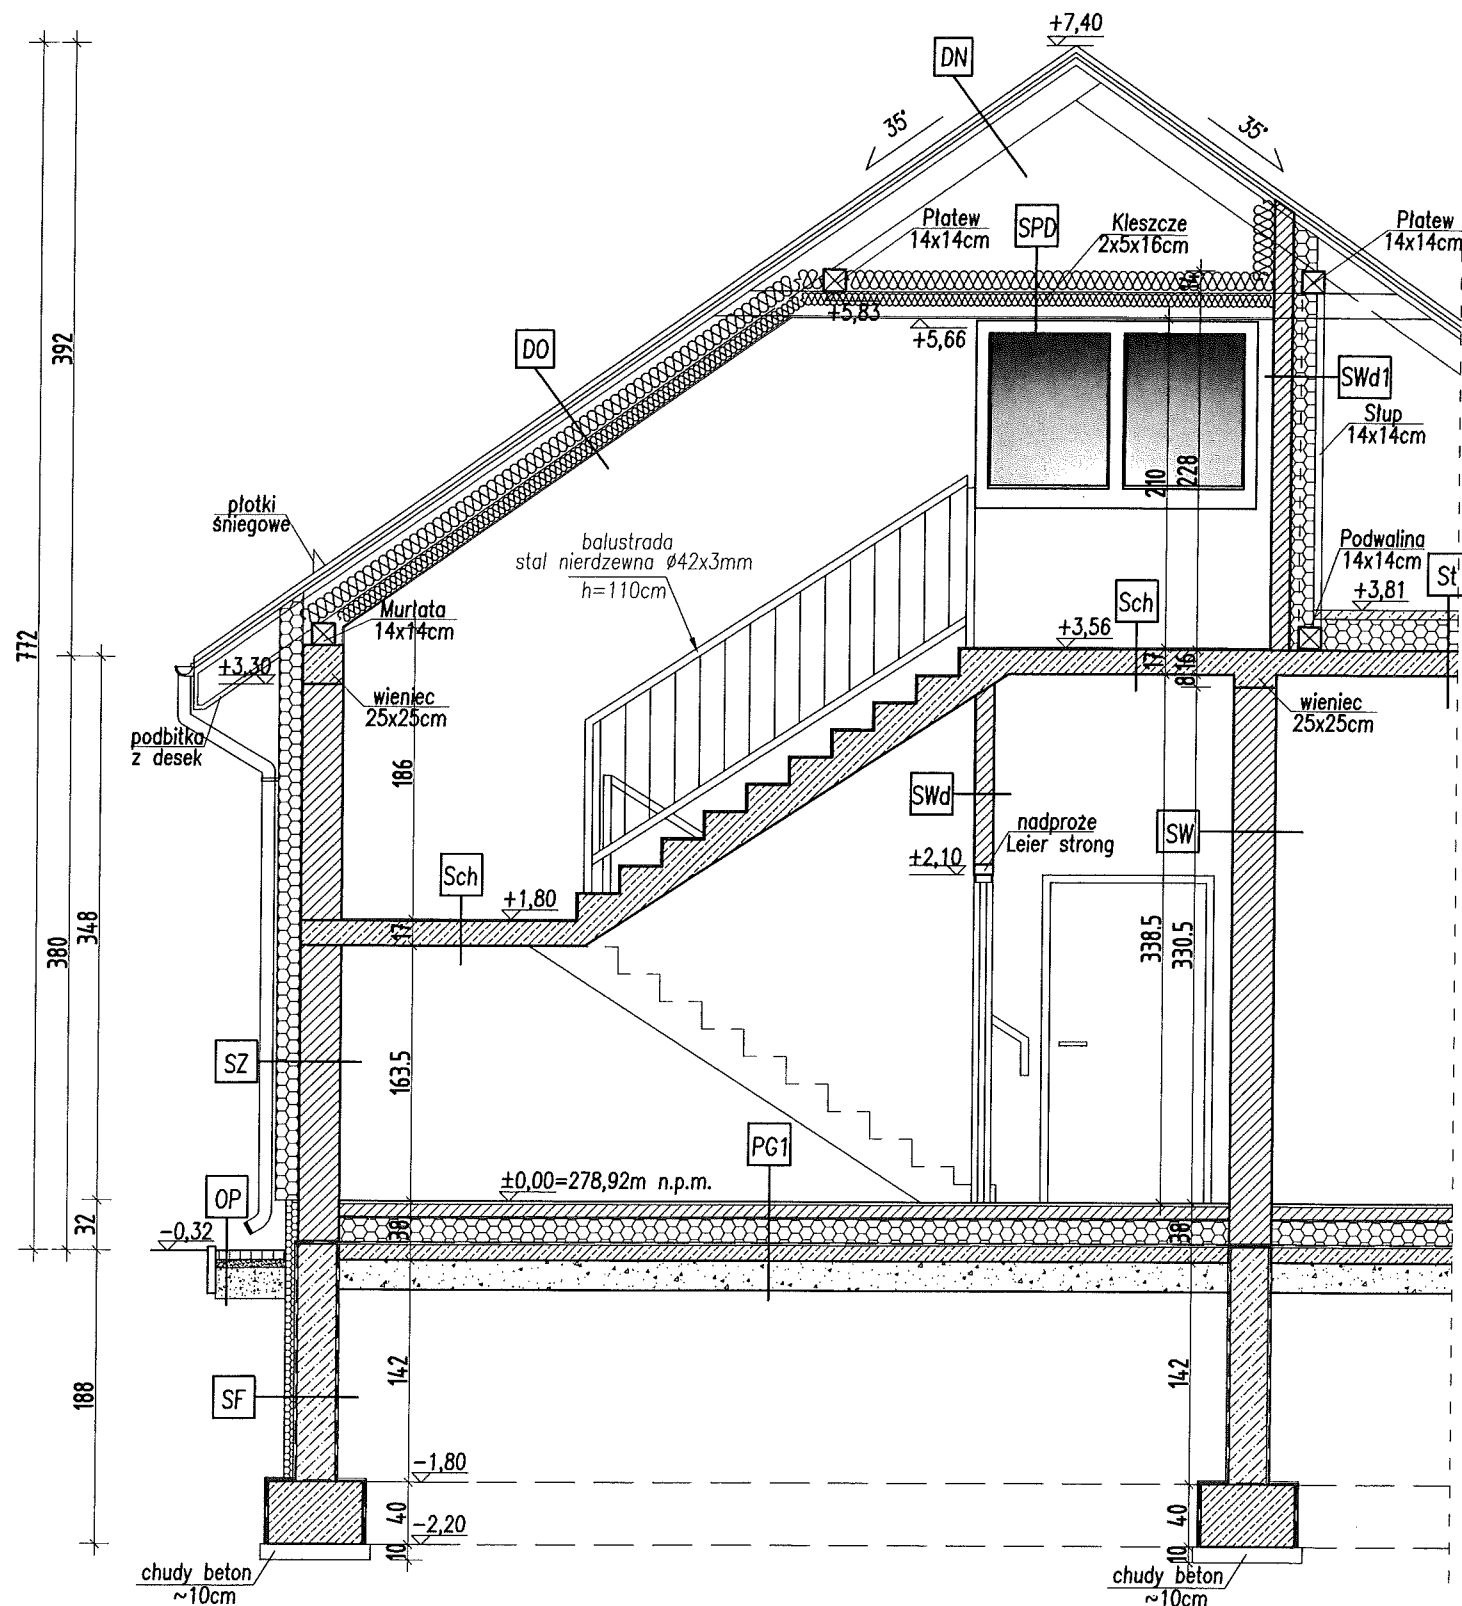 +7,40
DN
35°
35°
Płatew
14x14cm
SPD
Kleszcze
2x5x16cm
Płatew
14x14cm
14
+5,83
+5,66
392
DO
SWd1
Słup
14x14cm
210
228
płotki
śniegowe
balustrada
stal nierdzewna ø42x3mm
h=110cm
Podwalina
14x14cm
St
+3,81
Sch
Murłata
14x14cm
+3,56
17
8
16
772
+3,30
wieniec
25x25cm
wieniec
25x25cm
podbitka
z desek
186
SWd
nadproże
Leier strong
SW
±2,10
Sch
+1,80
17
348
380
338.5
330.5
SZ
163.5
PG1
±0,00=278,92m n.p.m.
OP
32
-0,32
38
38
142
142
188
SF
-1,80
40
40
-2,20
10
10
chudy beton
~10cm
chudy beton
~10cm